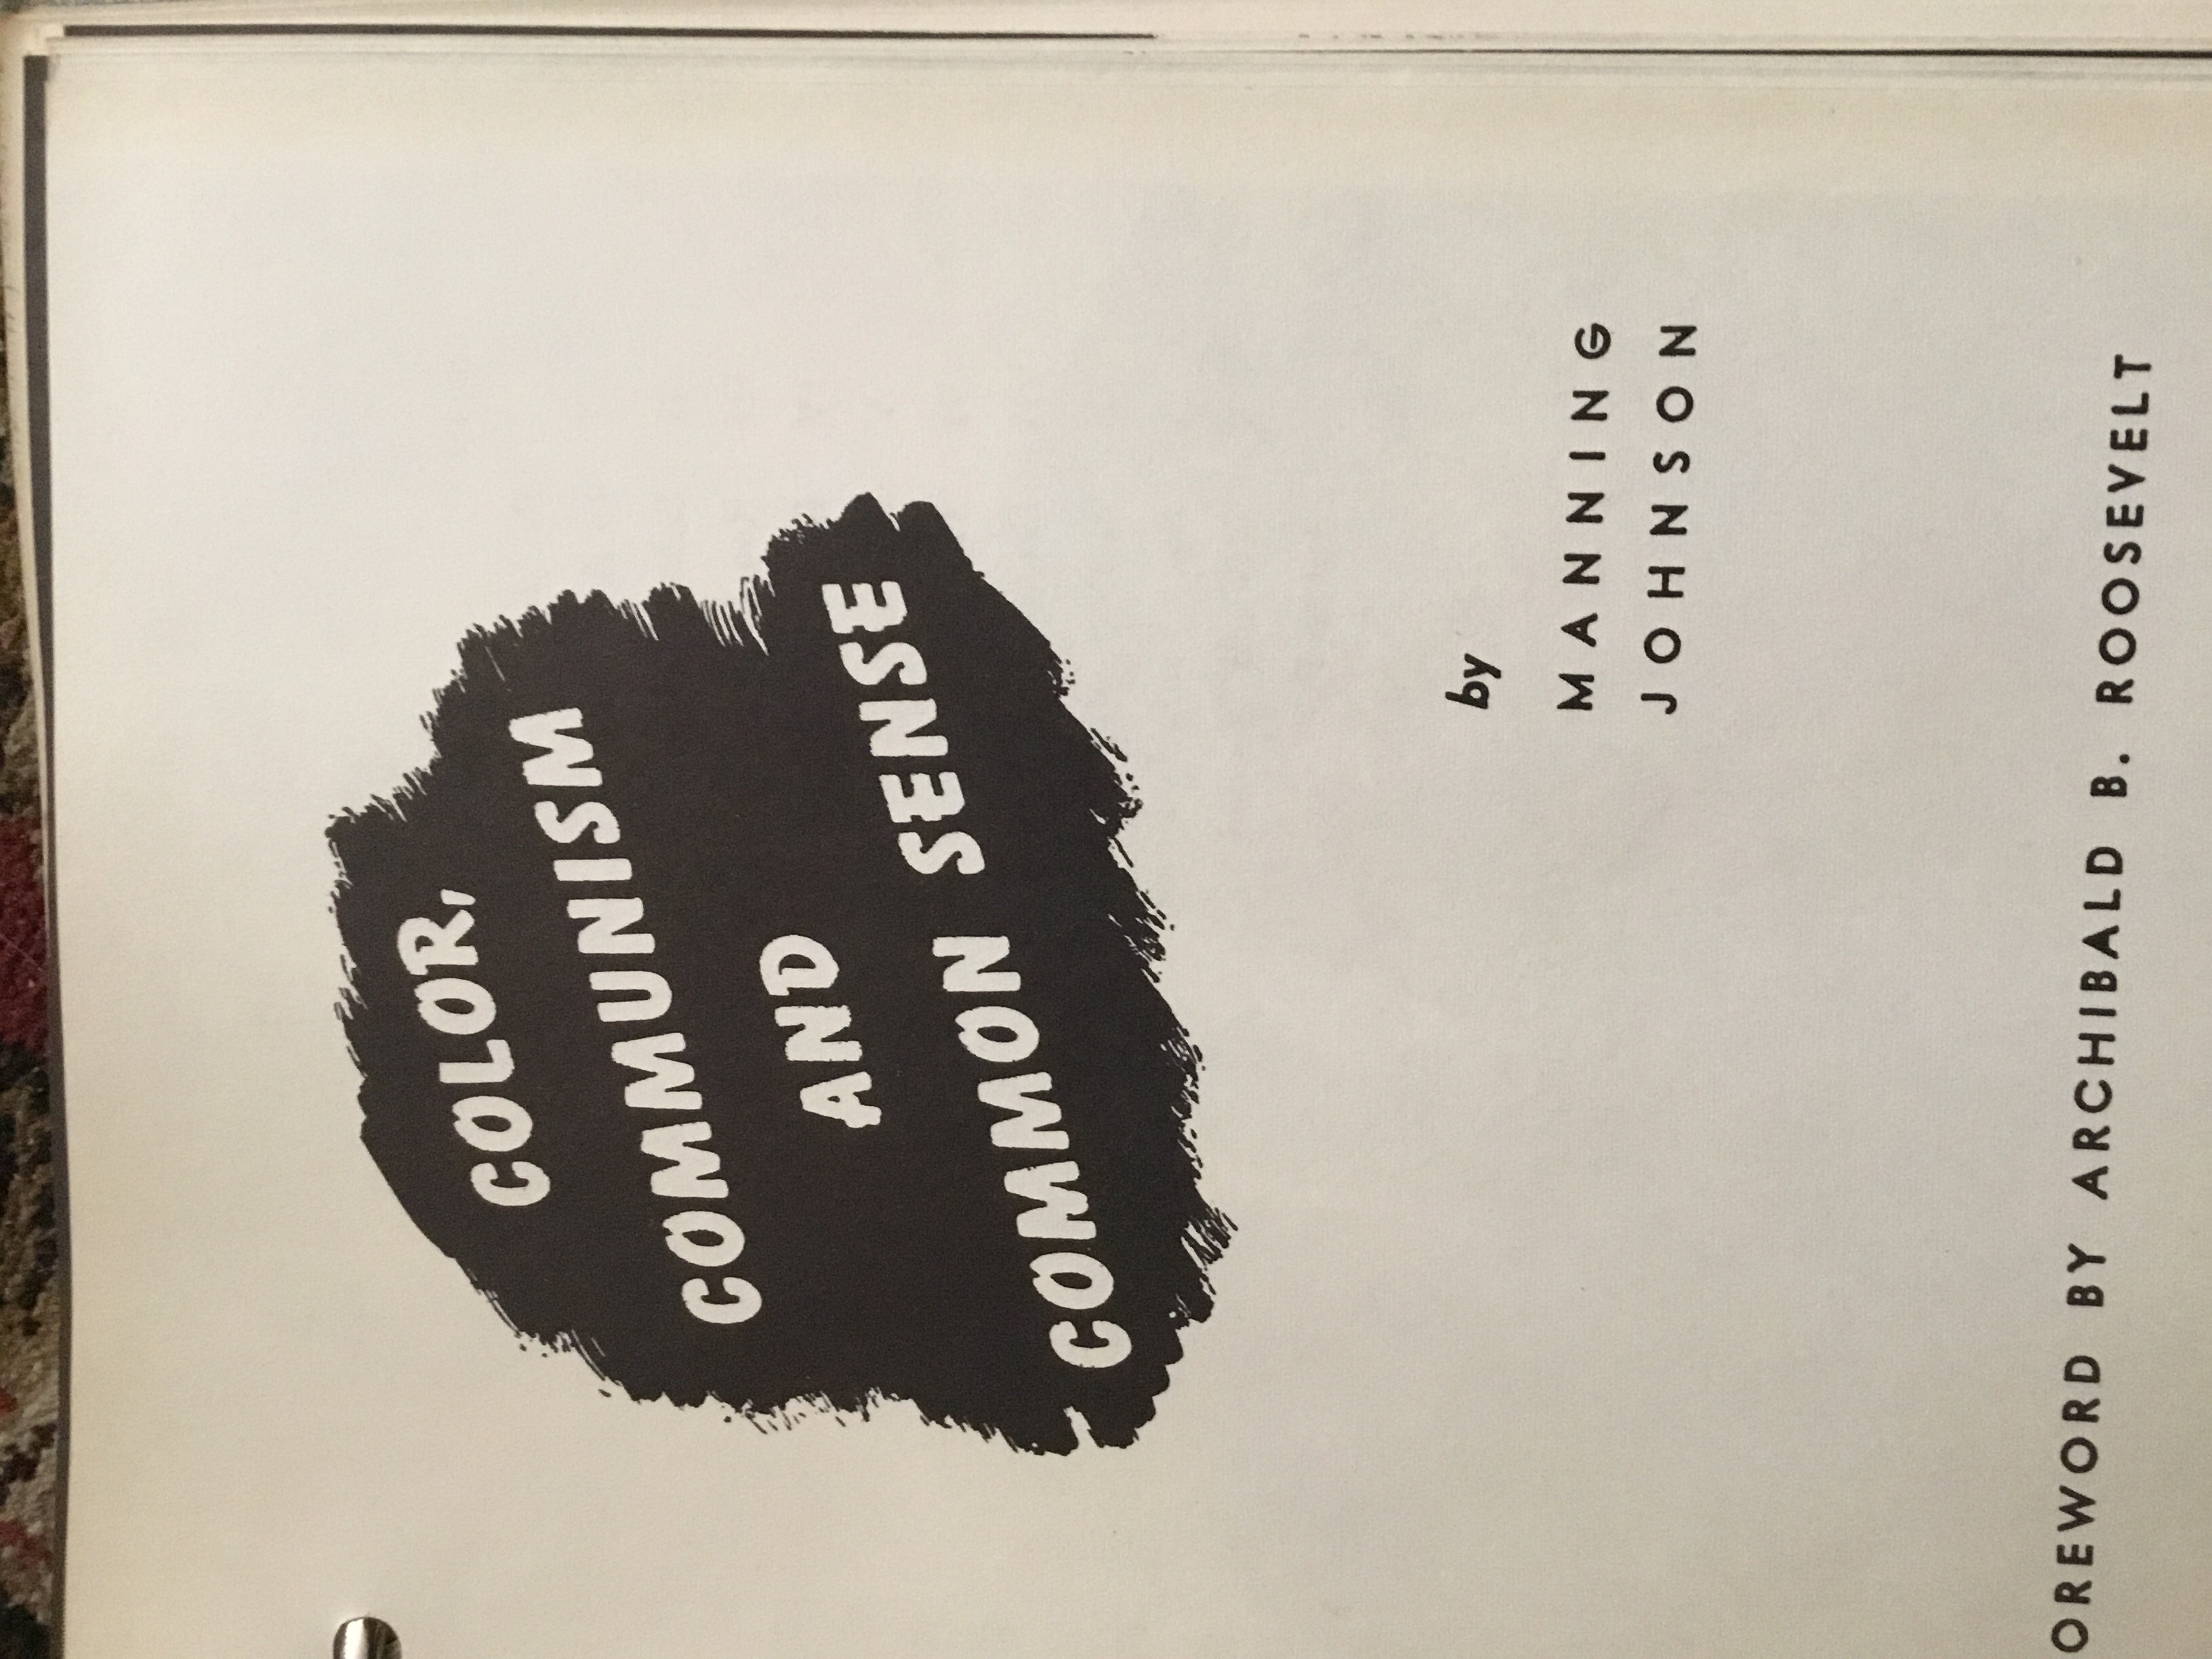 COLOR,
COMMUNISM
AND
COMMON SENSE
by
MANNING
JOHNSON
OREWORD BY ARCHIBALD B. ROOSEVELT